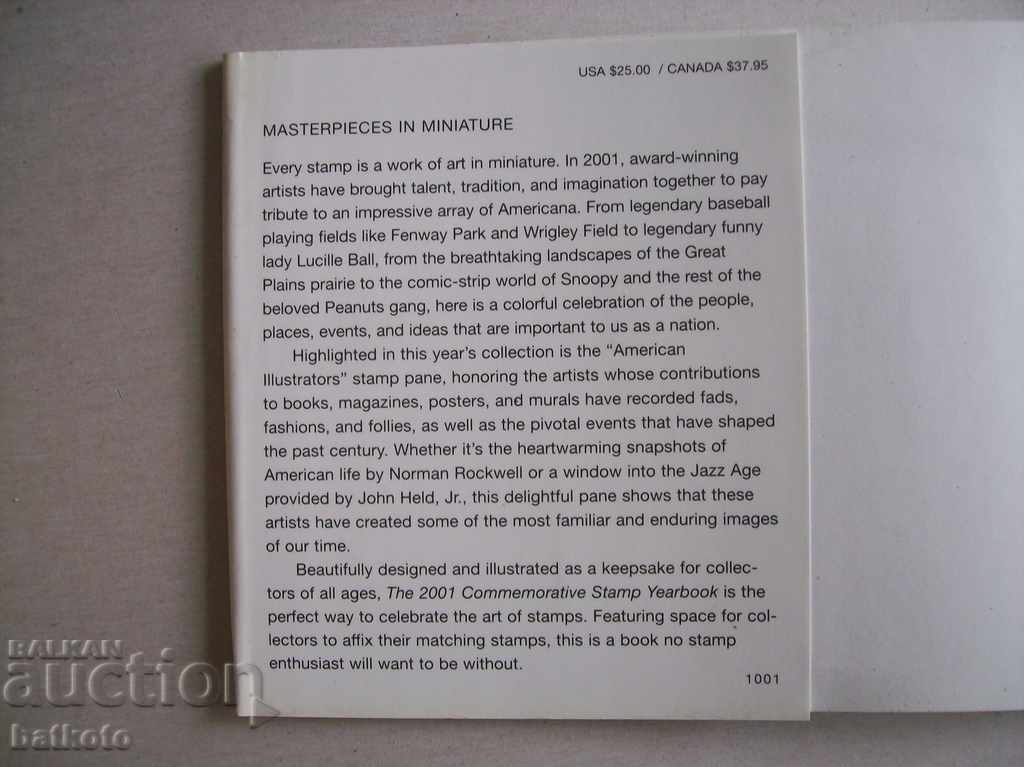 USA $25.00 / CANADA $37.95
MASTERPIECES IN MINIATURE
Every stamp is a work of art in miniature. In 2001, award-winning
artists have brought talent, tradition, and imagination together to pay
tribute to an impressive array of Americana. From legendary baseball
playing fields like Fenway Park and Wrigley Field to legendary funny
lady Lucille Ball, from the breathtaking landscapes of the Great
Plains prairie to the comic-strip world of Snoopy and the rest of the
beloved Peanuts gang, here is a colorful celebration of the people,
places, events, and ideas that are important to us as a nation.
Highlighted in this year's collection is the "American
Illustrators" stamp pane, honoring the artists whose contributions
to books, magazines, posters, and murals have recorded fads,
fashions, and follies, as well as the pivotal events that have shaped
the past century. Whether it's the heartwarming snapshots of
American life by Norman Rockwell or a window into the Jazz Age
provided by John Held, Jr., this delightful pane shows that these
artists have created some of the most familiar and enduring images
of our time.
Beautifully designed and illustrated as a keepsake for collec-
tors of all ages, The 2001 Commemorative Stamp Yearbook is the
perfect way to celebrate the art of stamps. Featuring space for col-
lectors to affix their matching stamps, this is a book no stamp
enthusiast will want to be without.
1001
BALKAN
auction
batkoto